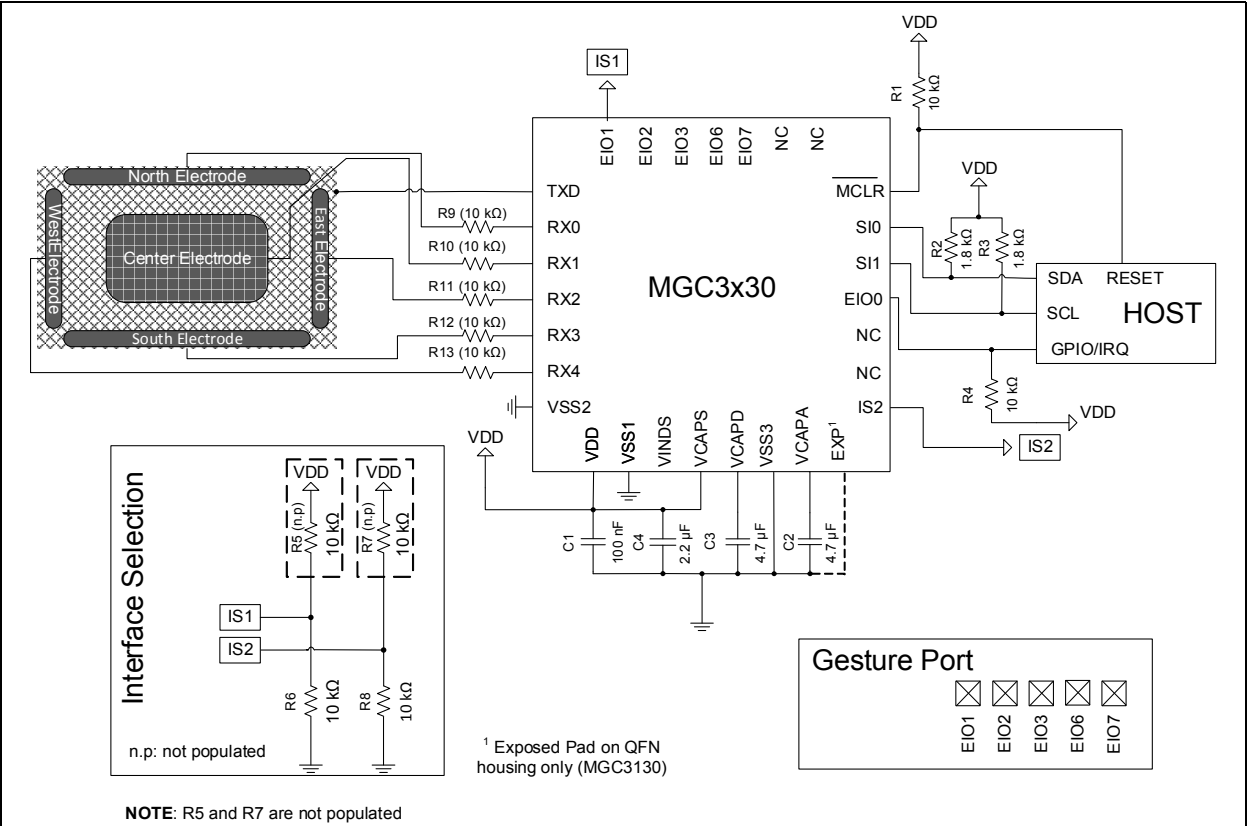 VDD
IS1
R1
10 kΩ
EIO1
EIO2
EIO3
EIO6
EIO7
NC
NC
North Electrode
West Electrode
Center Electrode
East Electrode
South Electrode
TXD
RX0
RX1
RX2
RX3
RX4
VSS2
R9 (10 kΩ)
R10 (10 kΩ)
R11 (10 kΩ)
R12 (10 kΩ)
R13 (10 kΩ)
MGC3x30
MCLR
SI0
SI1
EIO0
NC
NC
IS2
VDD
R2
1.8 kΩ
R3
1.8 kΩ
SDA RESET
SCL HOST
GPIO/IRQ
R4
10 kΩ
VDD
IS2
VDD
VDD
VSS1
VINDS
VCAPS
VCAPD
VSS3
VCAPA
EXP¹
C1
100 nF
C4
2.2 µF
C3
4.7 µF
C2
4.7 µF
Interface Selection
VDD
VDD
R5 (n.p)
10 kΩ
R7 (n.p)
10 kΩ
IS1
IS2
R6
10 kΩ
R8
10 kΩ
n.p: not populated
¹ Exposed Pad on QFN
housing only (MGC3130)
Gesture Port
EIO1
EIO2
EIO3
EIO6
EIO7
NOTE: R5 and R7 are not populated